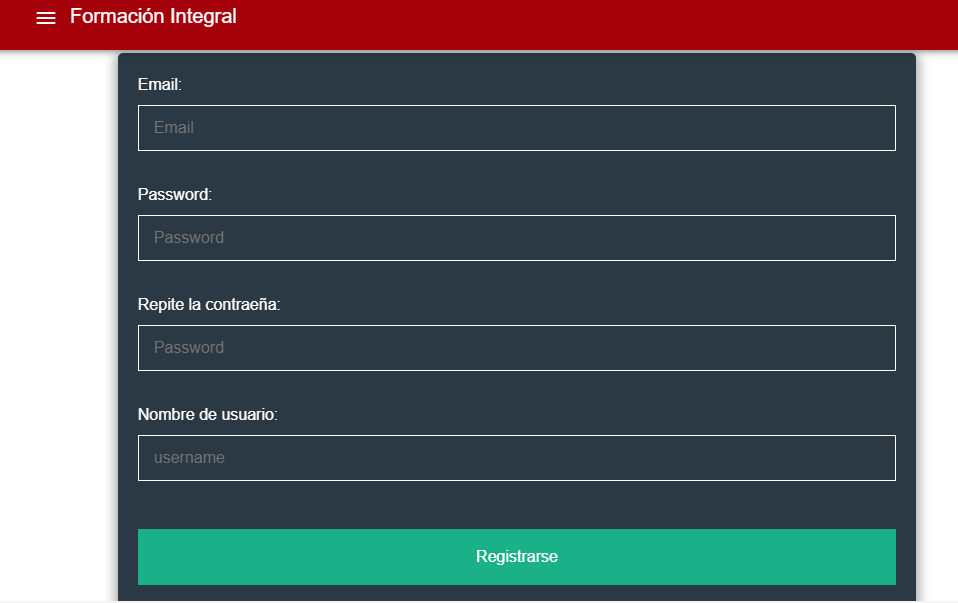 Formación Integral
Email:
Email
Password:
Password
Repite la contraeña:
Password
Nombre de usuario:
username
Registrarse